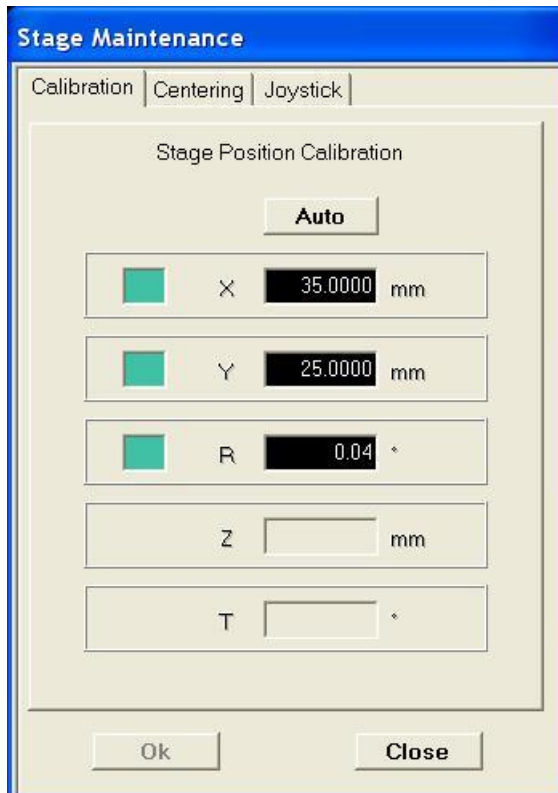 Stage Maintenance
Calibration Centering Joystick
Stage Position Calibration
Auto
X 35.0000 mm
Y 25.0000 mm
R 0.04 °
Z mm
T °
Ok Close